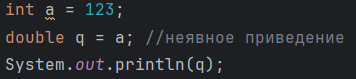 int a = 123;
double q = a; //неявное приведение
System.out.println(q);